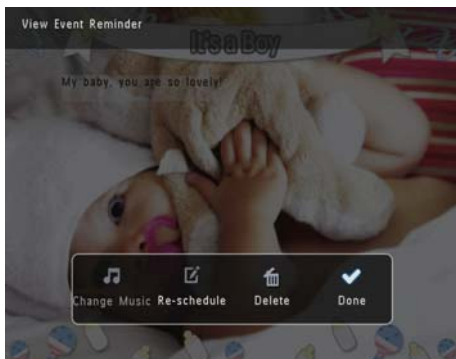 View Event Reminder
It's a Boy
My baby, you are so lovely!
Change Music Re-schedule Delete Done